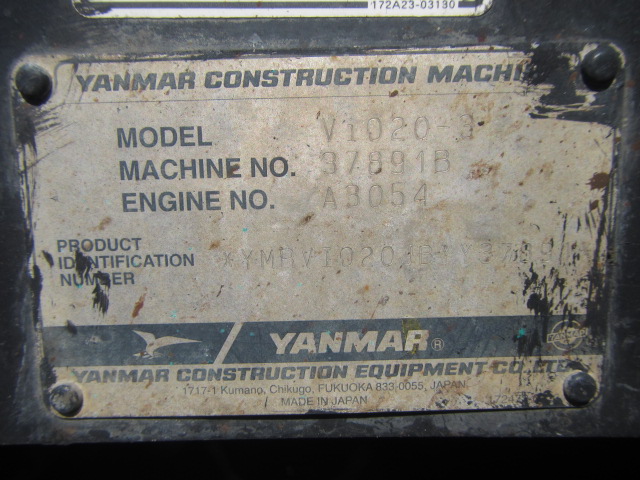 172A23-03130
YANMAR CONSTRUCTION MACHI
MODEL ViO20-3
MACHINE NO. 37891B
ENGINE NO. A3054
PRODUCT
IDENTIFICATION
NUMBER
YANMAR®
YANMAR CONSTRUCTION EQUIPMENT CO.,LTD.
1717-1 Kumano, Chikugo, FUKUOKA 833-0055, JAPAN
MADE IN JAPAN